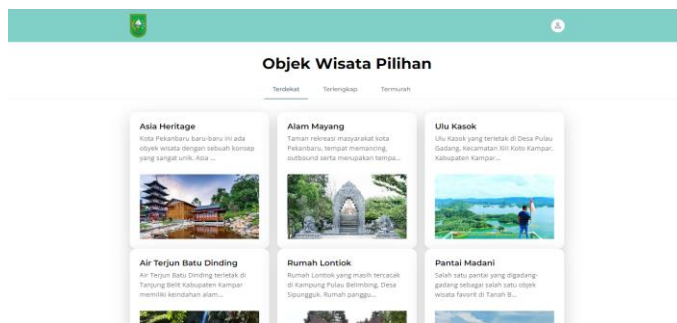 Objek Wisata Pilihan
Terdekat Terlengkap Termurah
Asia Heritage
Kota Pekanbaru baru-baru ini ada
objek wisata dengan sebuah konsep
yang sangat unik. Asia ...
Alam Mayang
Taman rekreasi masyarakat kota
Pekanbaru, tempat memancing,
outbound serta merupakan tempa...
Ulu Kasok
Ulu Kasok yang terletak di Desa Pulau
Gadang, Kecamatan XIII Koto Kampar,
Kabupaten Kampar...
Air Terjun Batu Dinding
Air Terjun Batu Dinding terletak di
Tanjung Belit Kabupaten Kampar
memiliki keindahan alam...
Rumah Lontiok
Rumah Lontiok yang masih tercacak
di Kampung Pulau Belimbing, Desa
Sipungguk. Rumah panggu...
Pantai Madani
Salah satu pantai yang digadang-
gadang sebagai salah satu objek
wisata favorit di Tanah B...